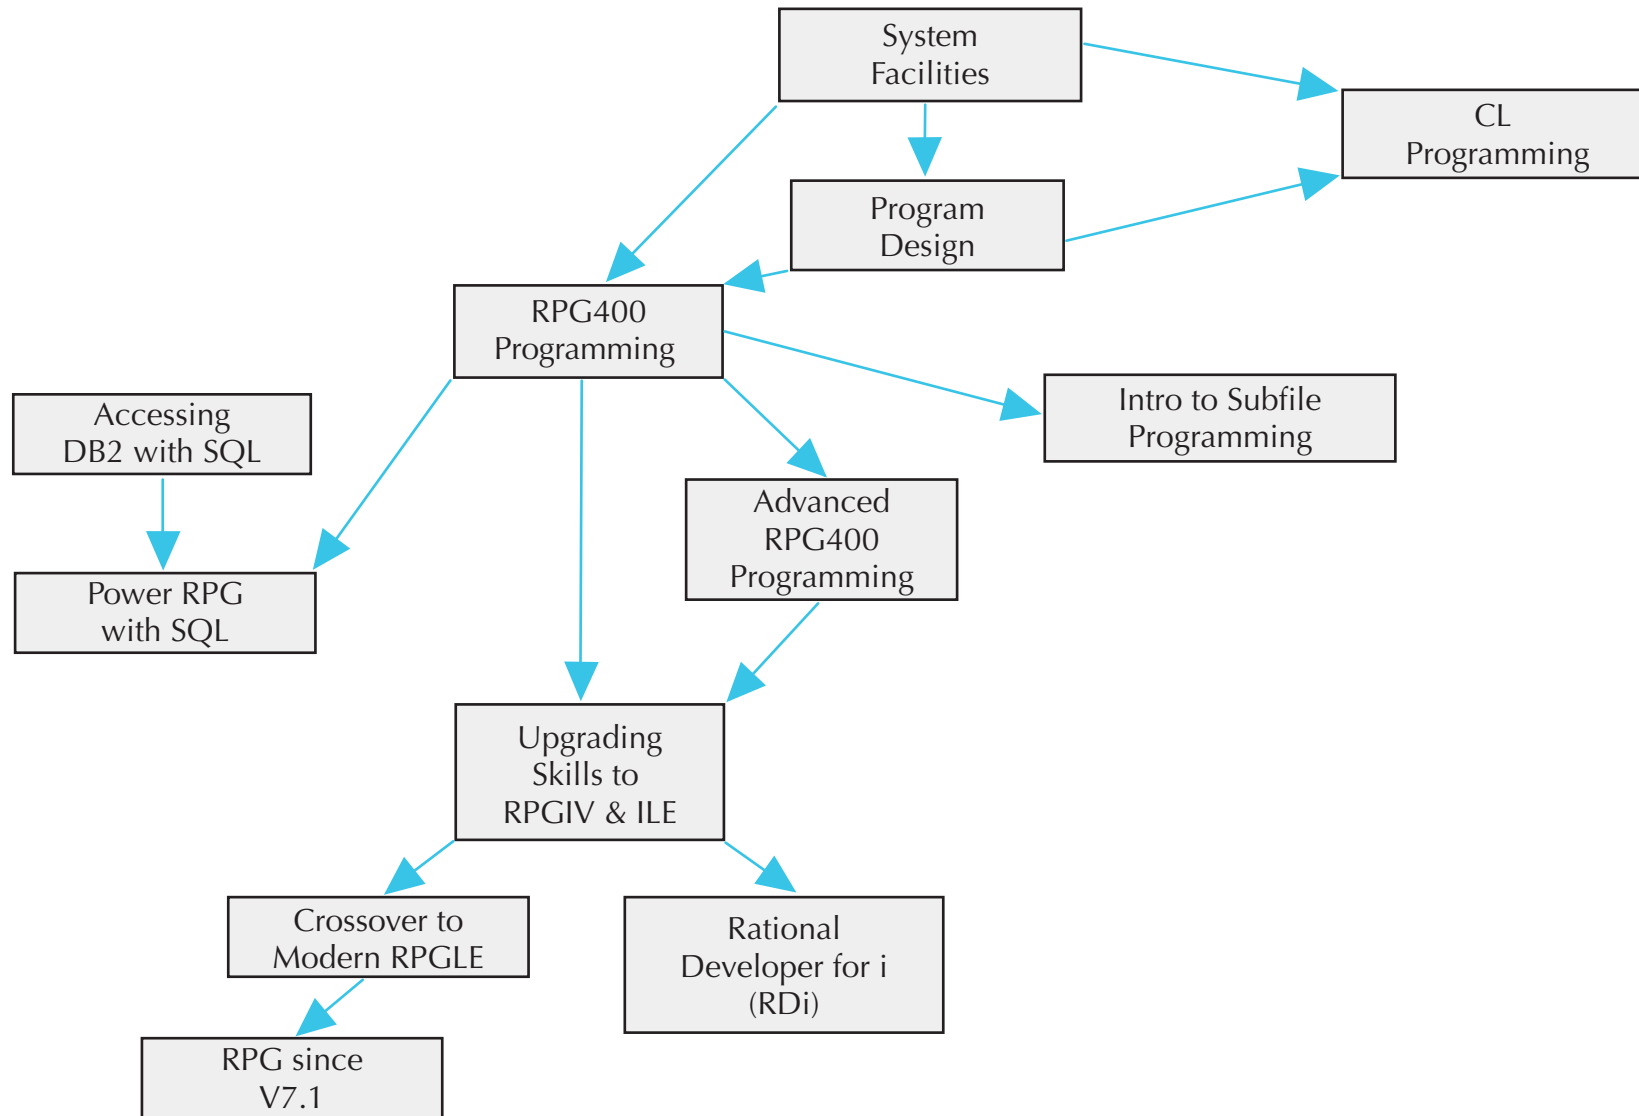 System
Facilities
CL
Programming
Program
Design
RPG400
Programming
Accessing
DB2 with SQL
Intro to Subfile
Programming
Advanced
RPG400
Programming
Power RPG
with SQL
Upgrading
Skills to
RPGIV & ILE
Crossover to
Modern RPGLE
Rational
Developer for i
(RDi)
RPG since
V7.1